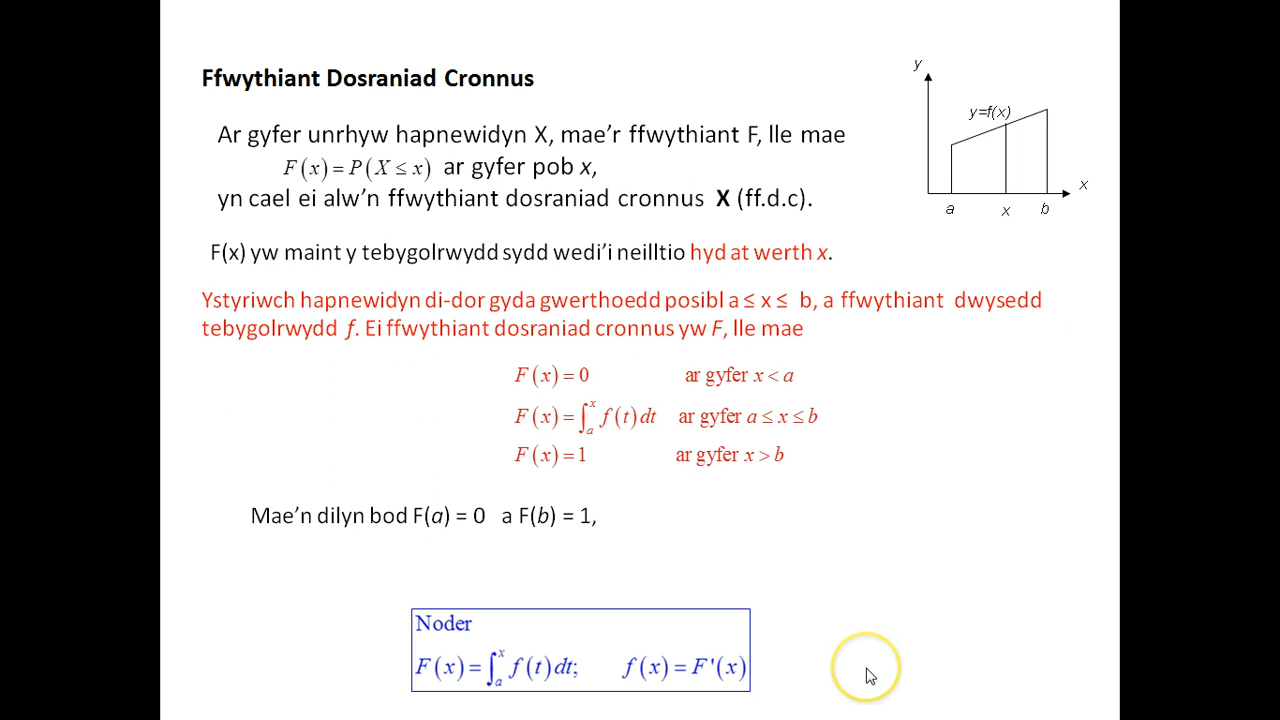 Ffwythiant Dosraniad Cronnus
Ar gyfer unrhyw hapnewidyn X, mae'r ffwythiant F, lle mae
F(x) = P(X ≤ x) ar gyfer pob x,
yn cael ei alw'n ffwythiant dosraniad cronnus X (ff.d.c).
y
y=f(x)
x
a x b
F(x) yw maint y tebygolrwydd sydd wedi'i neilltio hyd at werth x.
Ystyriwch hapnewidyn di-dor gyda gwerthoedd posibl a ≤ x ≤ b, a ffwythiant dwysedd
tebygolrwydd f. Ei ffwythiant dosraniad cronnus yw F, lle mae
F(x) = 0 ar gyfer x < a
F(x) = ∫ₐˣ f(t) dt ar gyfer a ≤ x ≤ b
F(x) = 1 ar gyfer x > b
Mae'n dilyn bod F(a) = 0 a F(b) = 1,
Noder
F(x) = ∫ₐˣ f(t) dt; f(x) = F'(x)